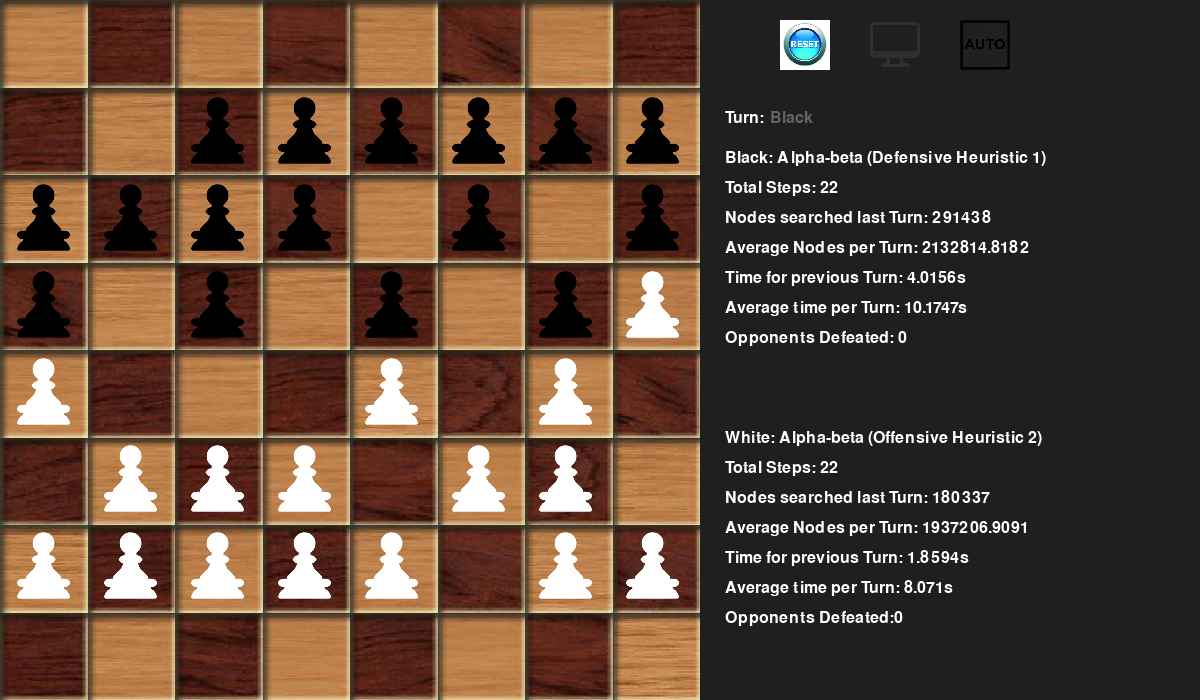 RESET
AUTO
Turn: Black
Black: Alpha-beta (Defensive Heuristic 1)
Total Steps: 22
Nodes searched last Turn: 291438
Average Nodes per Turn: 2132814.8182
Time for previous Turn: 4.0156s
Average time per Turn: 10.1747s
Opponents Defeated: 0
White: Alpha-beta (Offensive Heuristic 2)
Total Steps: 22
Nodes searched last Turn: 180337
Average Nodes per Turn: 1937206.9091
Time for previous Turn: 1.8594s
Average time per Turn: 8.071s
Opponents Defeated:0